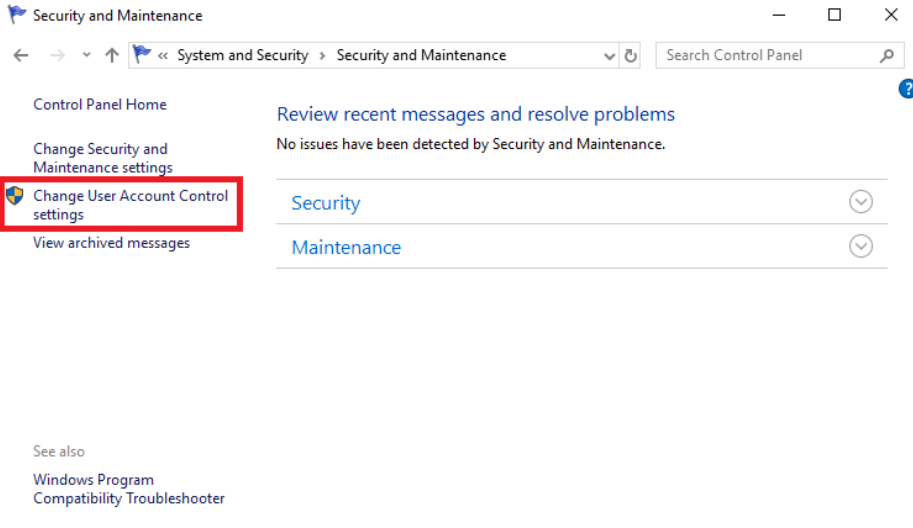 Security and Maintenance
« System and Security › Security and Maintenance
Search Control Panel
?
Control Panel Home
Change Security and
Maintenance settings
Change User Account Control
settings
View archived messages
Review recent messages and resolve problems
No issues have been detected by Security and Maintenance.
Security
Maintenance
See also
Windows Program
Compatibility Troubleshooter